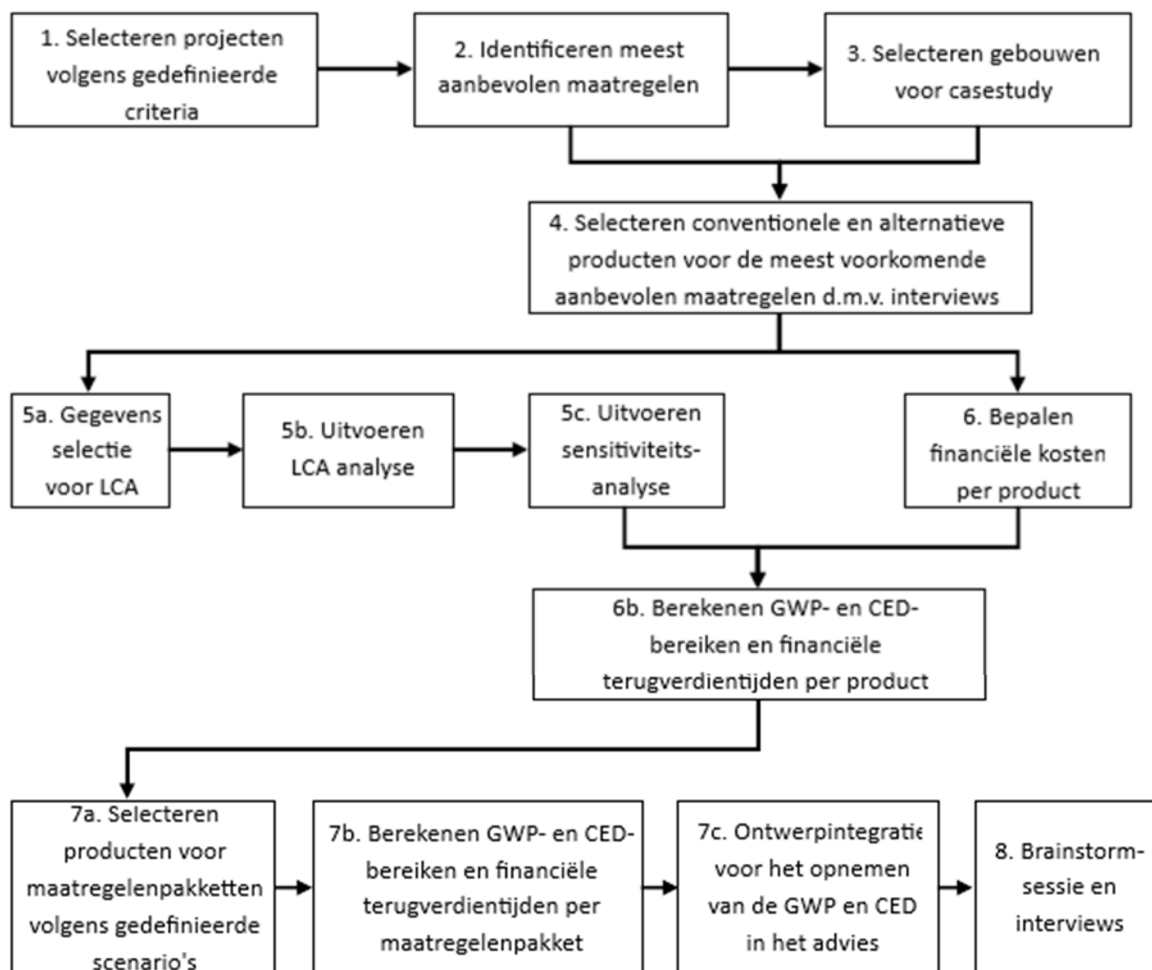 1. Selecteren projecten
volgens gedefinieerde
criteria
2. Identificeren meest
aanbevolen maatregelen
3. Selecteren gebouwen
voor casestudy
4. Selecteren conventionele en alternatieve
producten voor de meest voorkomende
aanbevolen maatregelen d.m.v. interviews
5a. Gegevens
selectie
voor LCA
5b. Uitvoeren
LCA analyse
5c. Uitvoeren
sensitiviteits-
analyse
6. Bepalen
financiële kosten
per product
6b. Berekenen GWP- en CED-
bereiken en financiële
terugverdientijden per product
7a. Selecteren
producten voor
maatregelenpakketten
volgens gedefinieerde
scenario's
7b. Berekenen GWP- en CED-
bereiken en financiële
terugverdientijden per
maatregelenpakket
7c. Ontwerpintegratie
voor het opnemen
van de GWP en CED
in het advies
8. Brainstorm-
sessie en
interviews